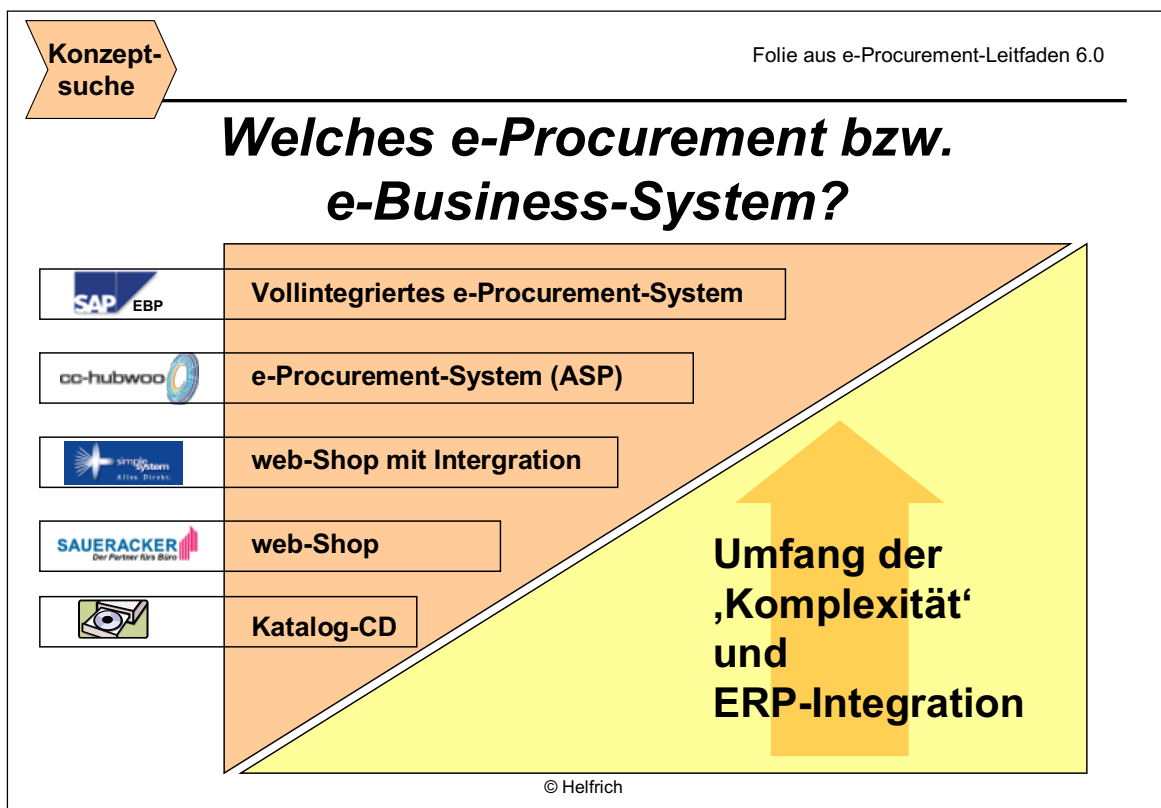 Konzept-
suche
Folie aus e-Procurement-Leitfaden 6.0
Welches e-Procurement bzw.
e-Business-System?
SAP EBP
Vollintegriertes e-Procurement-System
cc-hubwoo
e-Procurement-System (ASP)
simple
system
Alles. Direkt.
web-Shop mit Intergration
SAUERACKER
Der Partner fürs Büro
web-Shop
Katalog-CD
Umfang der
‚Komplexität‘
und
ERP-Integration
© Helfrich